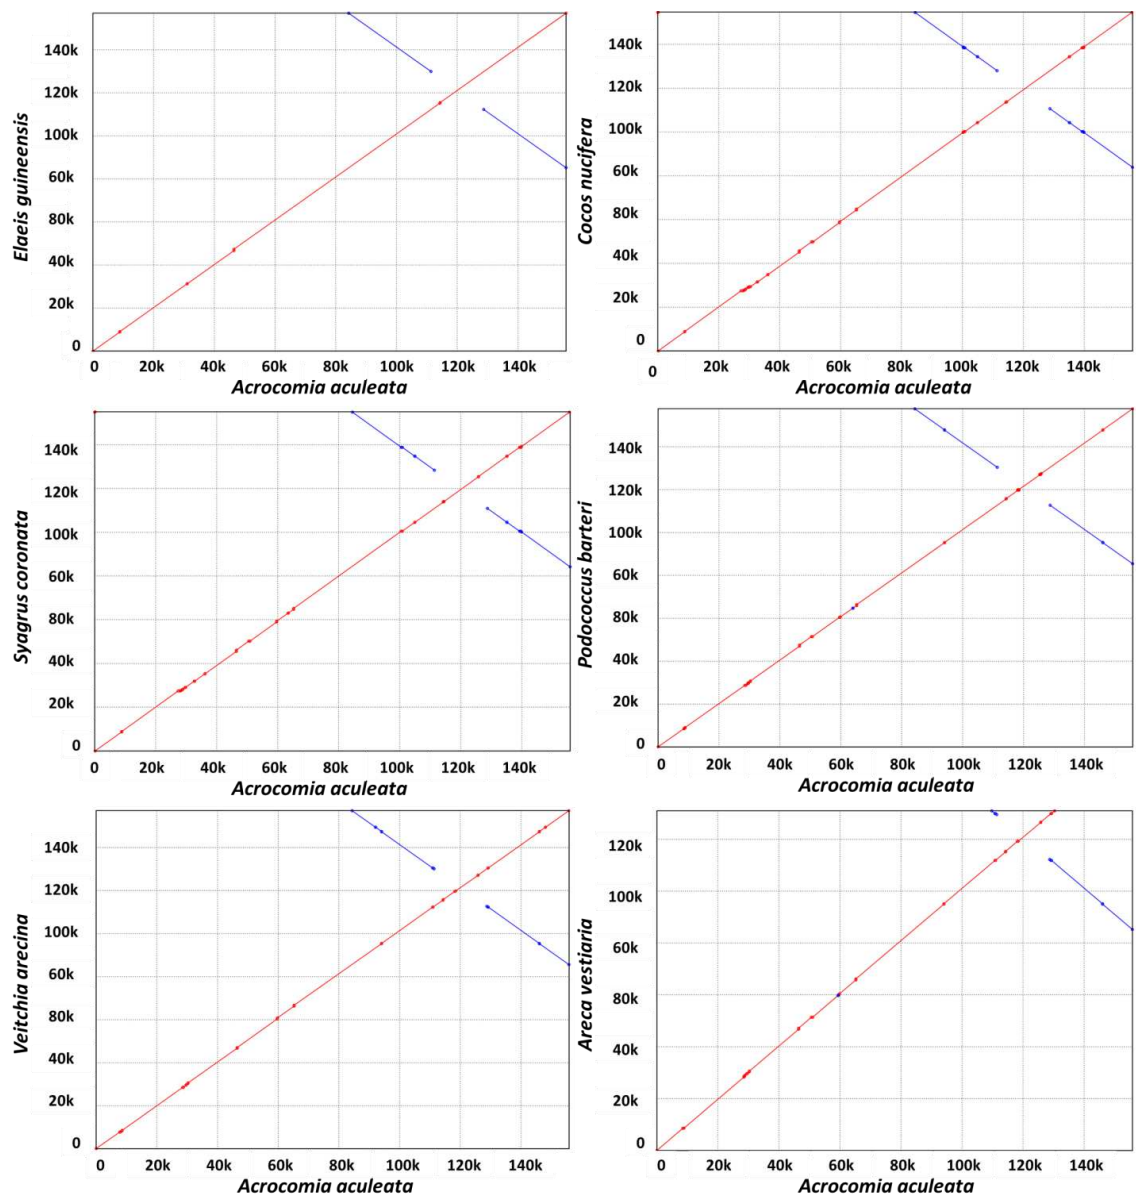 140k
120k
100k
60k
80k
40k
20k
0
Elaeis guineensis
0 20k 40k 60k 80k 100k 120k 140k
Acrocomia aculeata
140k
120k
100k
60k
80k
40k
20k
0
Cocos nucifera
0 20k 40k 60k 80k 100k 120k 140k
Acrocomia aculeata
140k
120k
100k
60k
80k
40k
20k
0
Syagrus coronata
0 20k 40k 60k 80k 100k 120k 140k
Acrocomia aculeata
140k
120k
100k
60k
80k
40k
20k
0
Podococcus barteri
0 20k 40k 60k 80k 100k 120k 140k
Acrocomia aculeata
140k
120k
100k
60k
80k
40k
20k
0
Veitchia arecina
0 20k 40k 60k 80k 100k 120k 140k
Acrocomia aculeata
120k
100k
60k
80k
40k
20k
0
Areca vestiaria
0 20k 40k 60k 80k 100k 120k 140k
Acrocomia aculeata